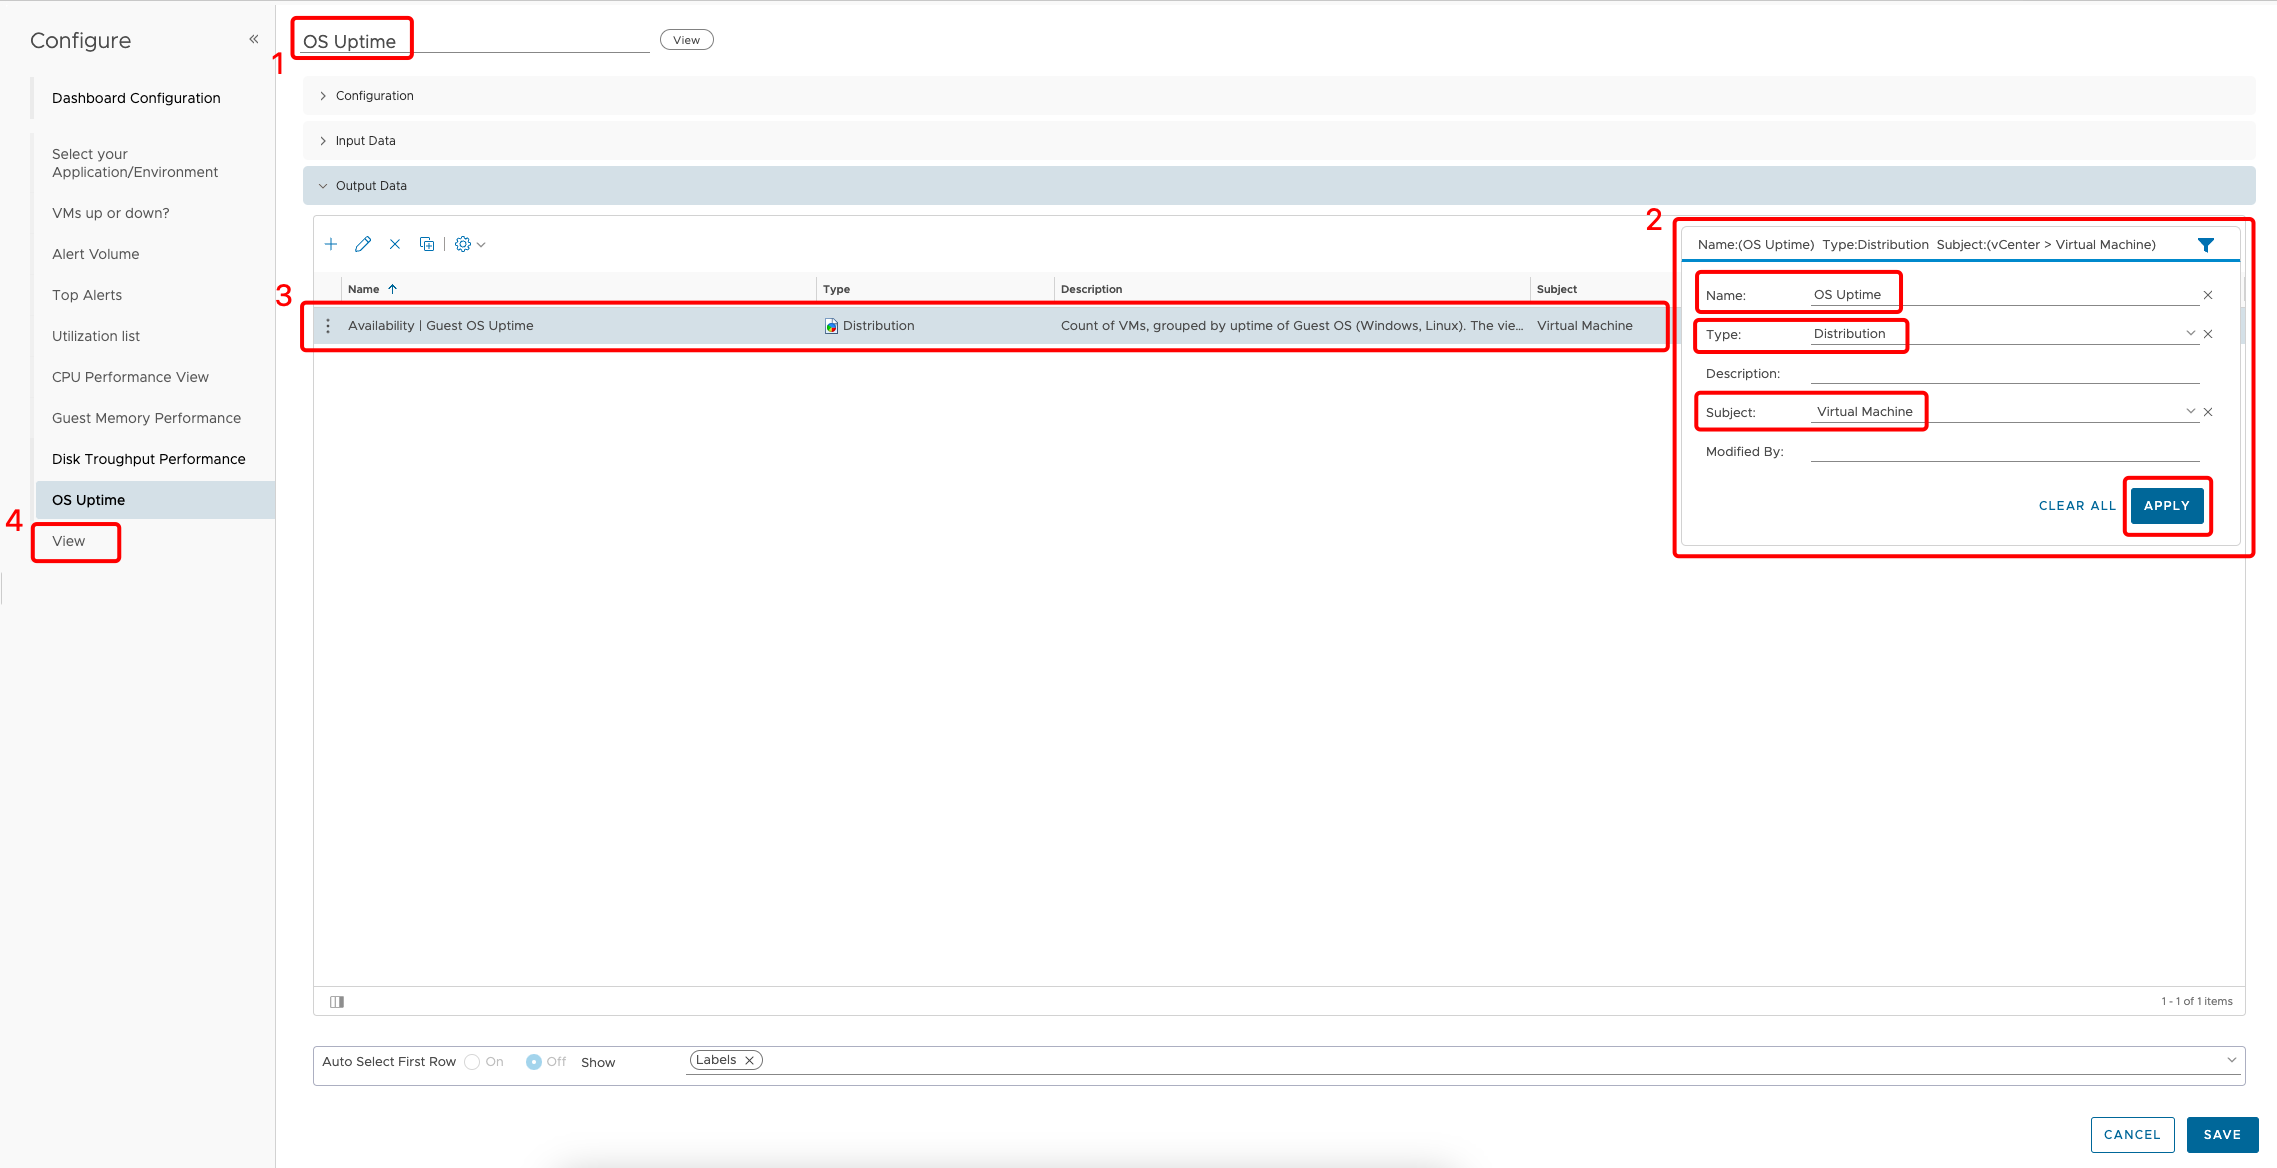 Configure
«
1
OS Uptime
View
Dashboard Configuration
Select your
Application/Environment
VMs up or down?
Alert Volume
Top Alerts
Utilization list
CPU Performance View
Guest Memory Performance
Disk Troughput Performance
OS Uptime
4
View
Configuration
Input Data
Output Data
2
Name:(OS Uptime) Type:Distribution Subject:(vCenter > Virtual Machine)
Name: OS Uptime
Type: Distribution
Description:
Subject: Virtual Machine
Modified By:
CLEAR ALL
APPLY
3
Name Type Description Subject
Availability | Guest OS Uptime Distribution Count of VMs, grouped by uptime of Guest OS (Windows, Linux). The vie... Virtual Machine
1 - 1 of 1 items
Auto Select First Row On Off Show Labels
CANCEL
SAVE